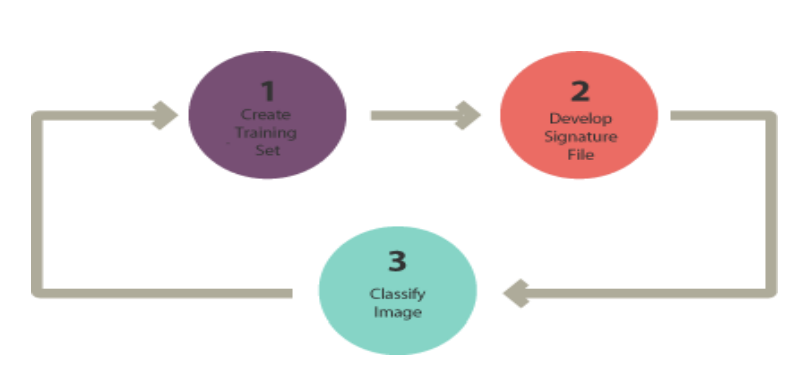 1
Create
Training
Set
2
Develop
Signature
File
3
Classify
Image